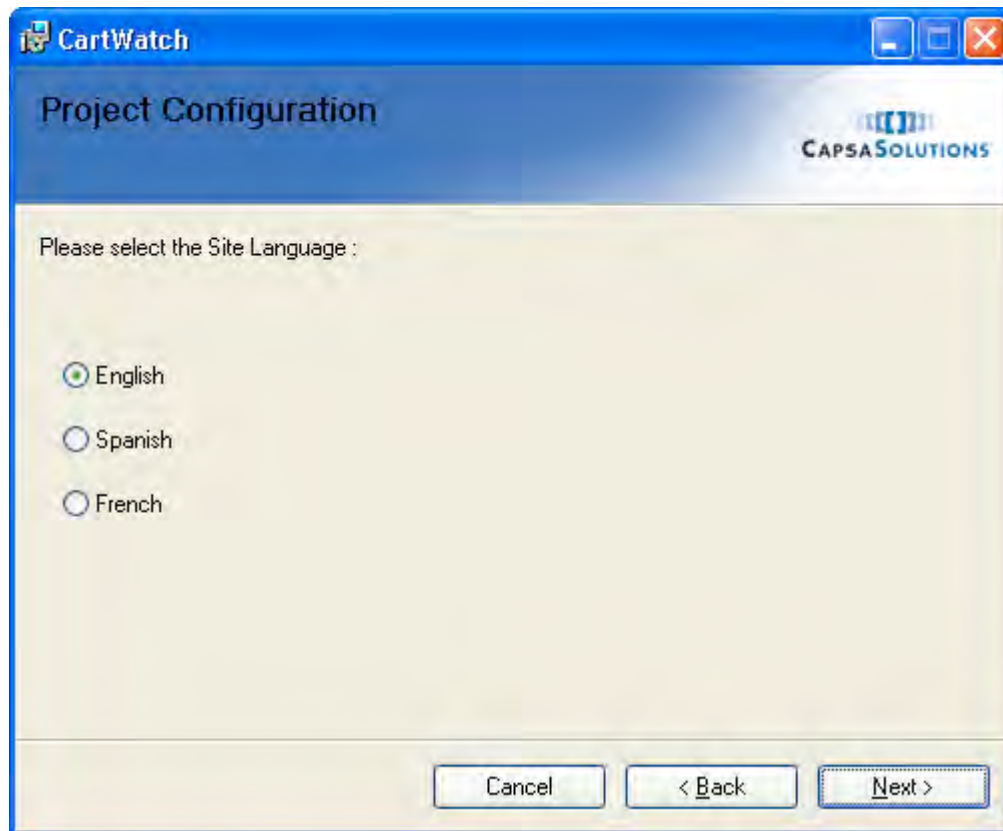 CartWatch
Project Configuration
CAPSASOLUTIONS
Please select the Site Language :
English
Spanish
French
Cancel
< Back
Next >